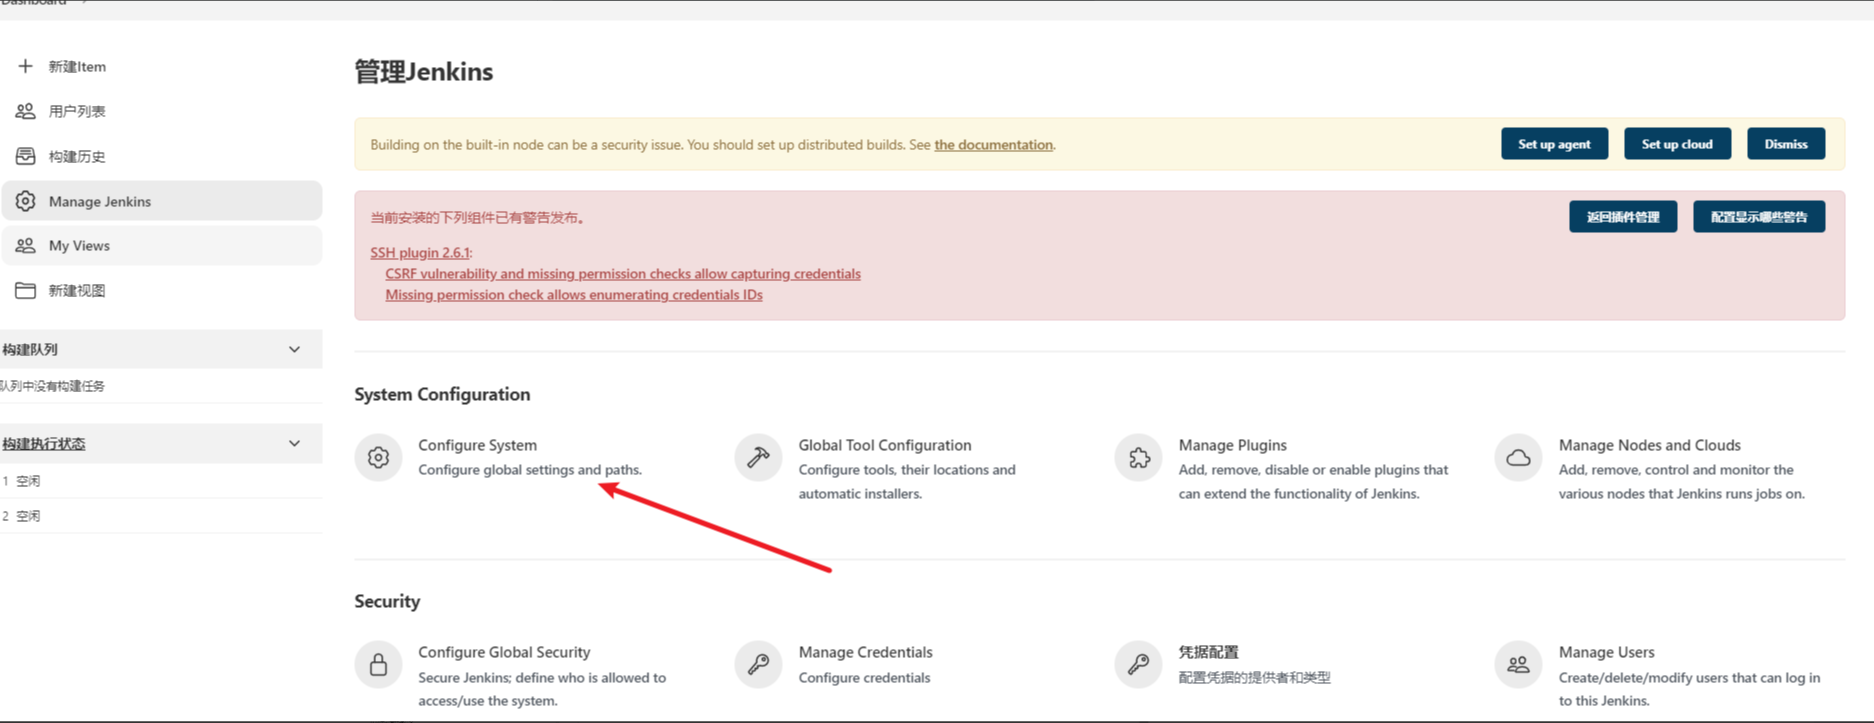 Dashboard
新建Item
用户列表
构建历史
Manage Jenkins
My Views
新建视图
构建队列
队列中没有构建任务
构建执行状态
1 空闲
2 空闲
管理Jenkins
Building on the built-in node can be a security issue. You should set up distributed builds. See the documentation.
Set up agent
Set up cloud
Dismiss
当前安装的下列组件已有警告发布。
返回插件管理
配置显示哪些警告
SSH plugin 2.6.1:
CSRF vulnerability and missing permission checks allow capturing credentials
Missing permission check allows enumerating credentials IDs
System Configuration
Configure System
Configure global settings and paths.
Global Tool Configuration
Configure tools, their locations and
automatic installers.
Manage Plugins
Add, remove, disable or enable plugins that
can extend the functionality of Jenkins.
Manage Nodes and Clouds
Add, remove, control and monitor the
various nodes that Jenkins runs jobs on.
Security
Configure Global Security
Secure Jenkins; define who is allowed to
access/use the system.
Manage Credentials
Configure credentials
凭据配置
配置凭据的提供者和类型
Manage Users
Create/delete/modify users that can log in
to this Jenkins.